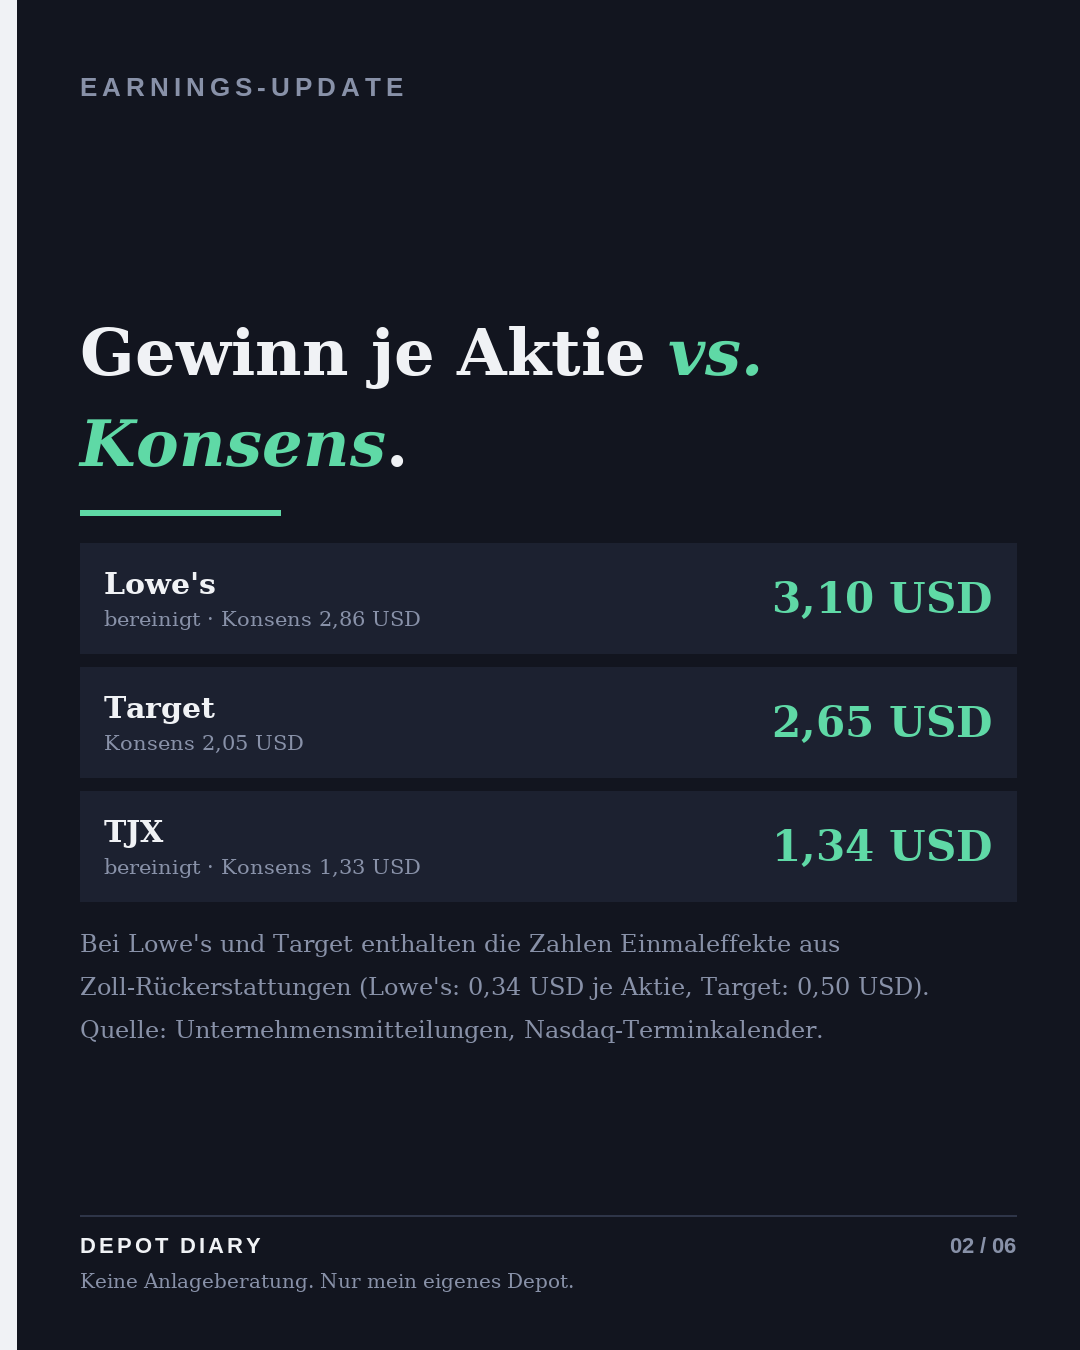 EARNINGS-UPDATE
Gewinn je Aktie vs.
Konsens.
Lowe's
bereinigt · Konsens 2,86 USD
3,10 USD
Target
Konsens 2,05 USD
2,65 USD
TJX
bereinigt · Konsens 1,33 USD
1,34 USD
Bei Lowe's und Target enthalten die Zahlen Einmaleffekte aus
Zoll-Rückerstattungen (Lowe's: 0,34 USD je Aktie, Target: 0,50 USD).
Quelle: Unternehmensmitteilungen, Nasdaq-Terminkalender.
DEPOT DIARY
02 / 06
Keine Anlageberatung. Nur mein eigenes Depot.